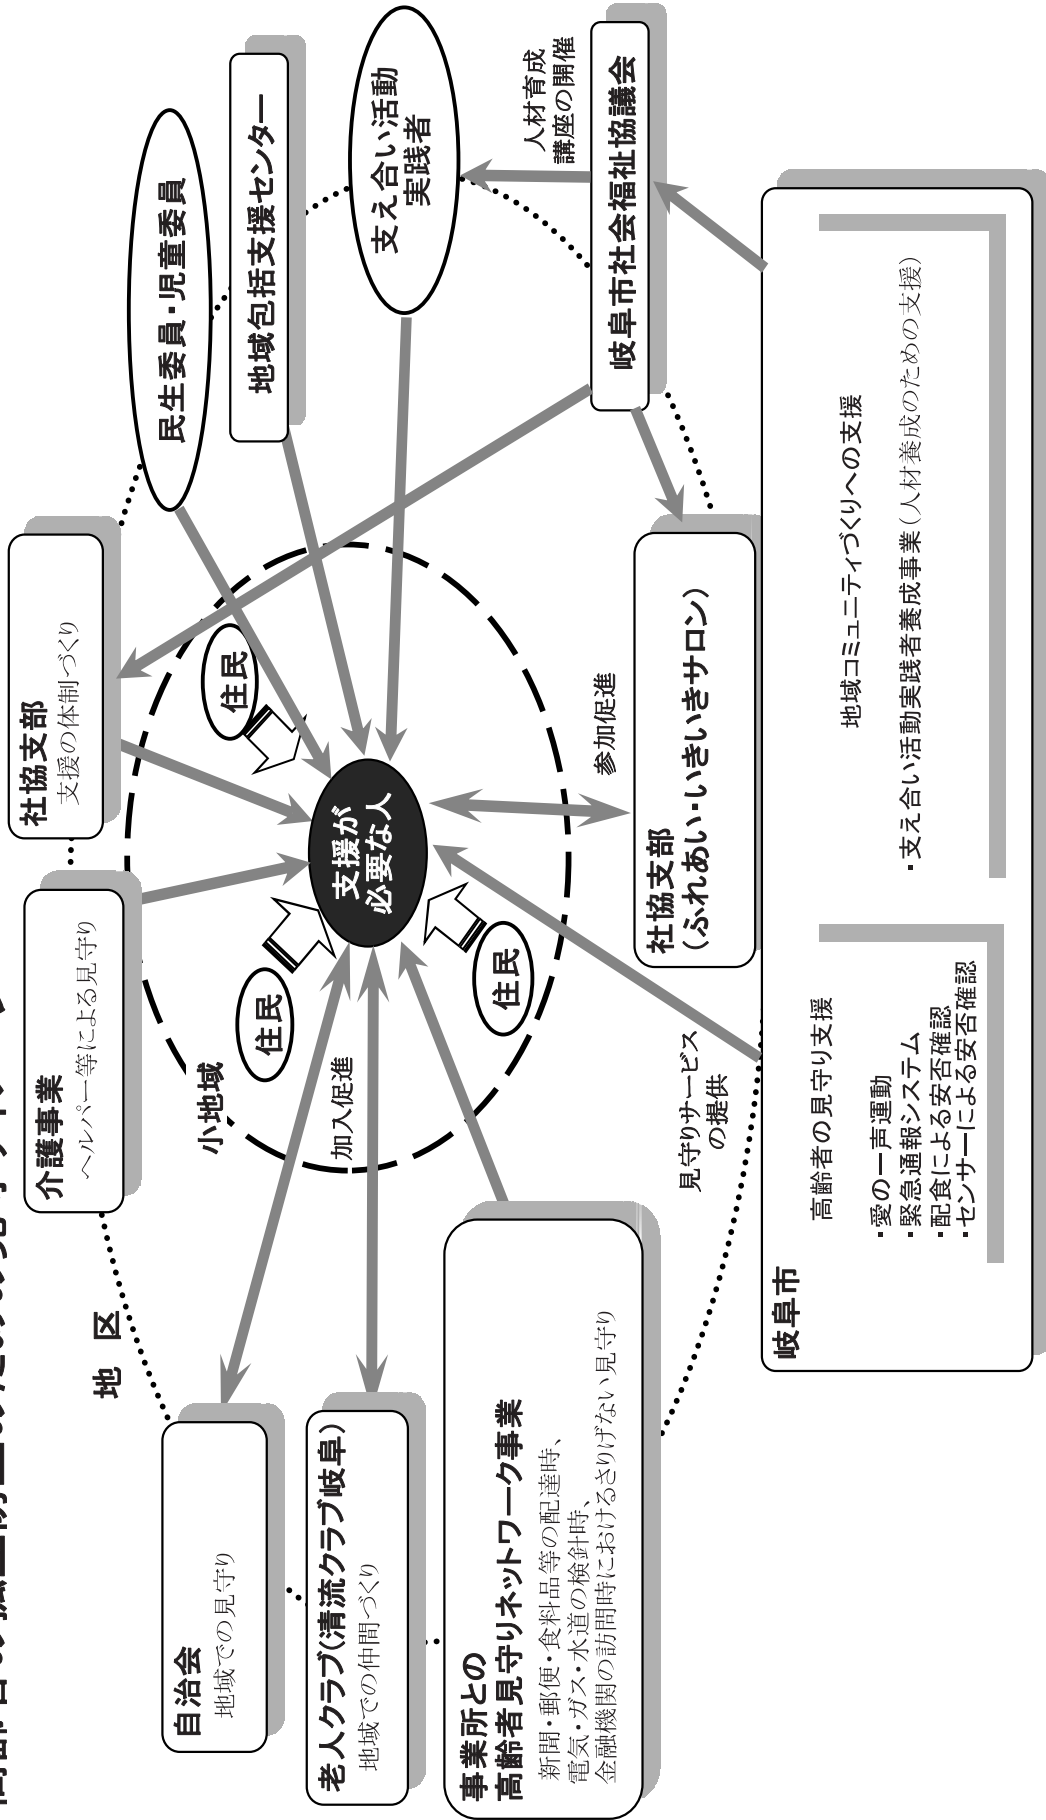 社協支部
支援の体制づくり
介護事業
ヘルパー等による見守り
地　区
自治会
地域での見守り
老人クラブ(清流クラブ岐阜)
地域での仲間づくり
事業所との
高齢者見守りネットワーク事業
新聞・郵便・食料品等の配達時、
電気・ガス・水道の検針時、
金融機関の訪問時におけるさりげない見守り
小地域
加入促進
住民
住民
住民
支援が
必要な人
民生委員・児童委員
地域包括支援センター
支え合い活動
実践者
人材育成
講座の開催
岐阜市社会福祉協議会
参加促進
社協支部
(ふれあい・いきいきサロン)
見守りサービス
の提供
岐阜市
高齢者の見守り支援
・愛の一声運動
・緊急通報システム
・配食による安否確認
・センサーによる安否確認
地域コミュニティづくりへの支援
・支え合い活動実践者養成事業(人材養成のための支援)